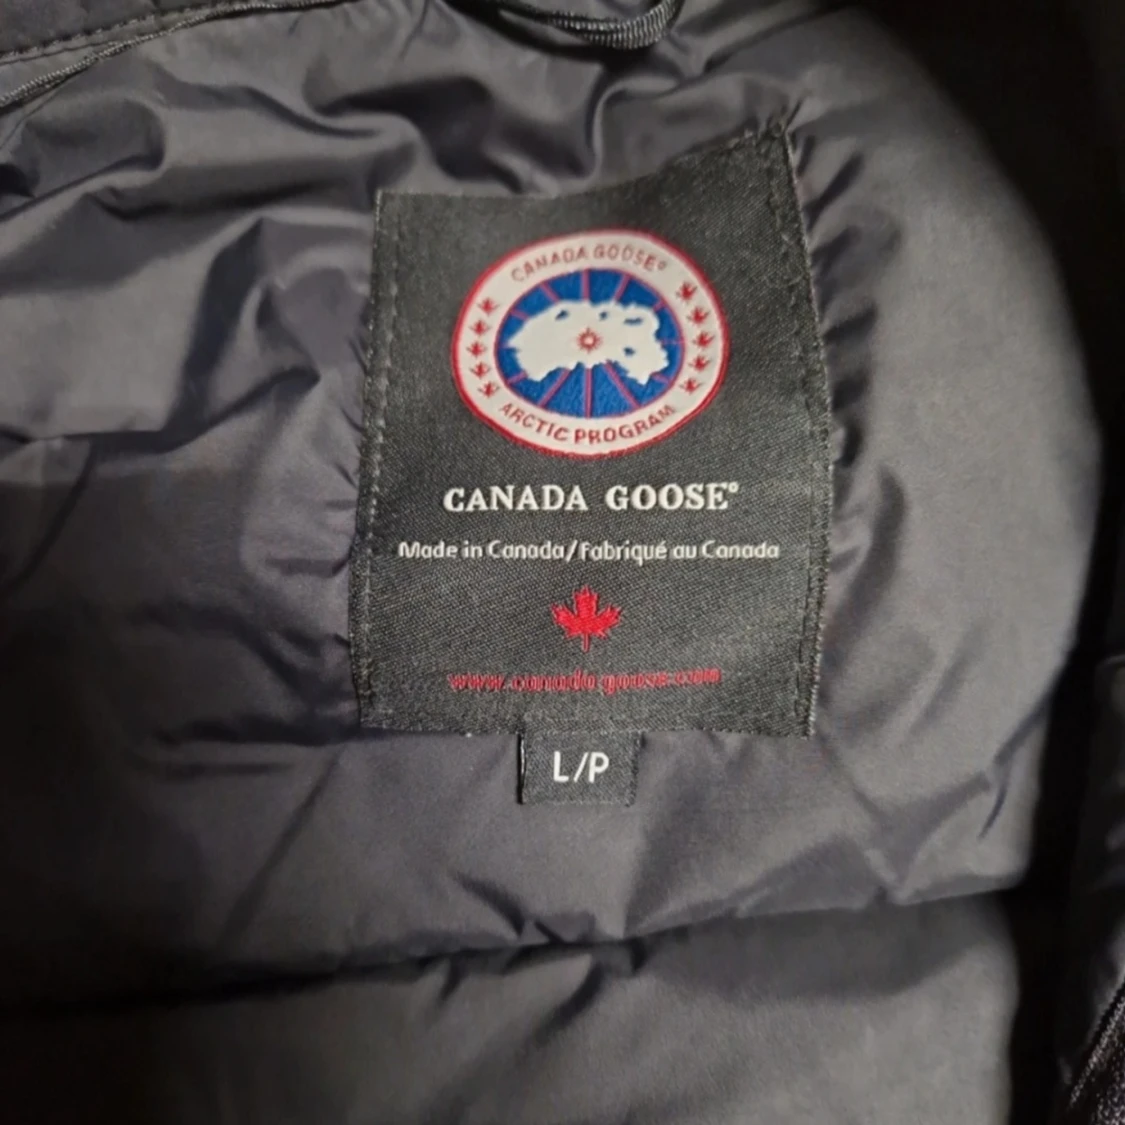 CANADA GOOSE®
ARCTIC PROGRAM
CANADA GOOSE®
Made in Canada/Fabriqué au Canada
www.canada-goose.com
L/P